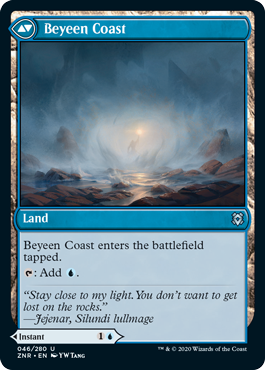 Beyeen Coast
Land
Beyeen Coast enters the battlefield
tapped.
: Add .
"Stay close to my light. You don't want to get
lost on the rocks."
—Jejenar, Silundi lullmage
Instant 1
046/280 U
ZNR • EN YW TANG
™ & © 2020 Wizards of the Coast